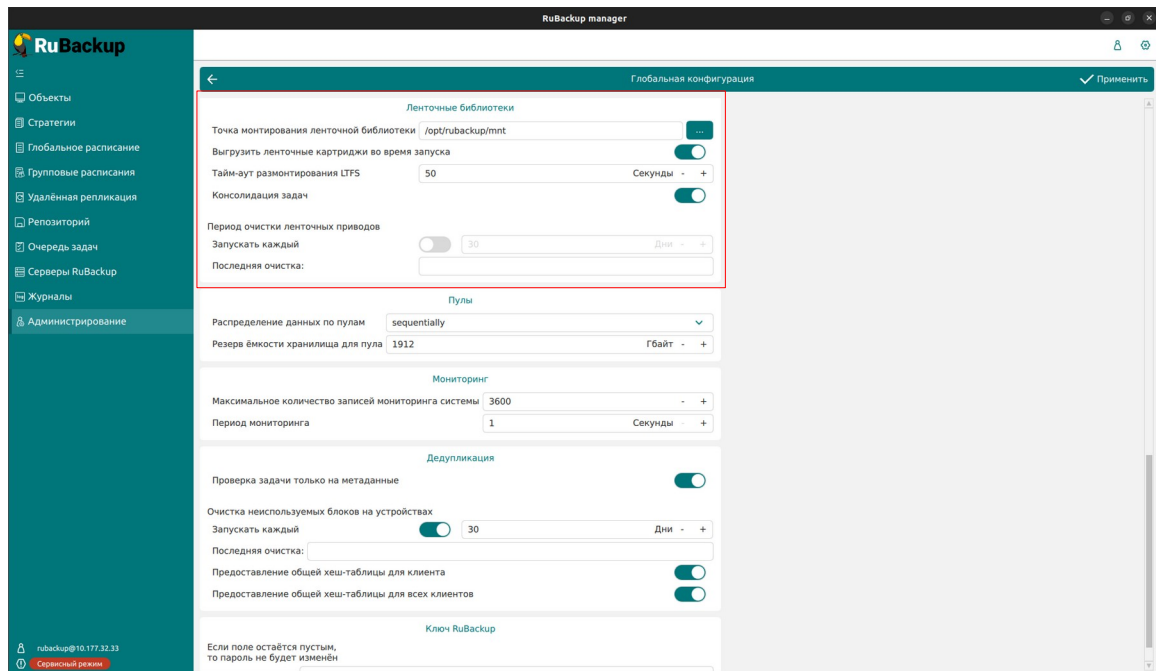 RuBackup manager
RuBackup
Объекты
Стратегии
Глобальное расписание
Групповые расписания
Удалённая репликация
Репозиторий
Очередь задач
Серверы RuBackup
Журналы
Администрирование
rubackup@10.177.32.33
Сервисный режим
Глобальная конфигурация
Применить
Ленточные библиотеки
Точка монтирования ленточной библиотеки /opt/rubackup/mnt ...
Выгрузить ленточные картриджи во время запуска
Тайм-аут размонтирования LTFS 50 Секунды - +
Консолидация задач
Период очистки ленточных приводов
Запускать каждый 30 Дни - +
Последняя очистка:
Пулы
Распределение данных по пулам sequentially
Резерв ёмкости хранилища для пула 1912 Гбайт - +
Мониторинг
Максимальное количество записей мониторинга системы 3600 - +
Период мониторинга 1 Секунды - +
Дедупликация
Проверка задачи только на метаданные
Очистка неиспользуемых блоков на устройствах
Запускать каждый 30 Дни - +
Последняя очистка:
Предоставление общей хеш-таблицы для клиента
Предоставление общей хеш-таблицы для всех клиентов
Ключ RuBackup
Если поле остаётся пустым,
то пароль не будет изменён